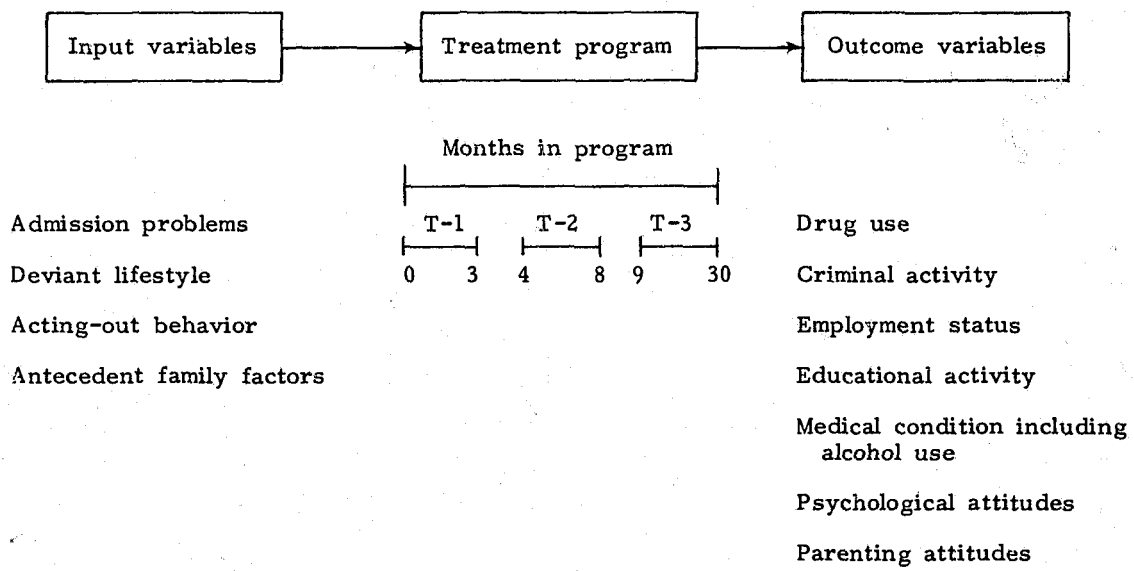 Input variables
Treatment program
Outcome variables
Months in program
T-1 T-2 T-3
0 3 4 8 9 30
Admission problems
Deviant lifestyle
Acting-out behavior
Antecedent family factors
Drug use
Criminal activity
Employment status
Educational activity
Medical condition including
alcohol use
Psychological attitudes
Parenting attitudes